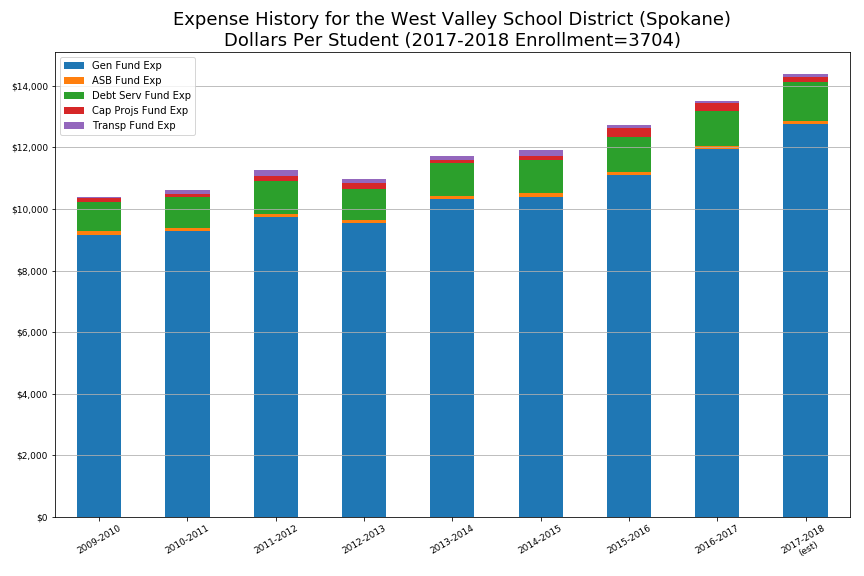 Expense History for the West Valley School District (Spokane)
Dollars Per Student (2017-2018 Enrollment=3704)
Gen Fund Exp
ASB Fund Exp
Debt Serv Fund Exp
Cap Projs Fund Exp
Transp Fund Exp
$14,000
$12,000
$10,000
$8,000
$6,000
$4,000
$2,000
$0
2009-2010
2010-2011
2011-2012
2012-2013
2013-2014
2014-2015
2015-2016
2016-2017
2017-2018
(est)